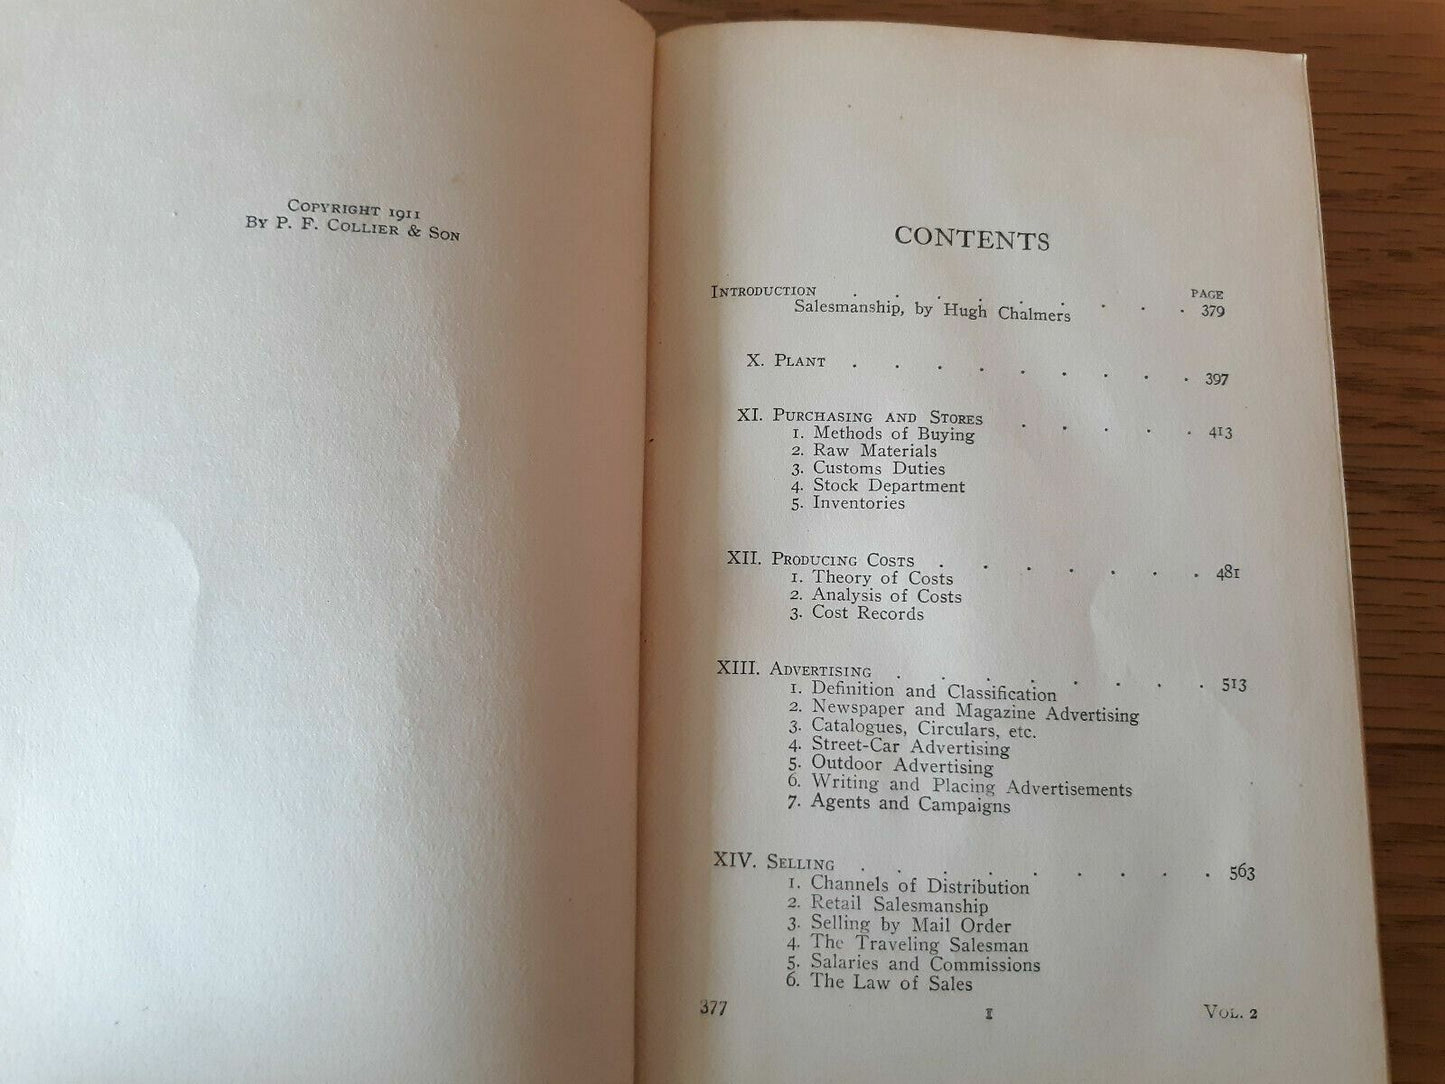 COPYRIGHT 1911
BY P. F. COLLIER & SON
CONTENTS
PAGE
INTRODUCTION . . . . . . . . . 379
Salesmanship, by Hugh Chalmers
X. PLANT . . . . . . . . . 397
XI. PURCHASING AND STORES . . . . . 413
1. Methods of Buying
2. Raw Materials
3. Customs Duties
4. Stock Department
5. Inventories
XII. PRODUCING COSTS . . . . . . . 481
1. Theory of Costs
2. Analysis of Costs
3. Cost Records
XIII. ADVERTISING . . . . . . . . 513
1. Definition and Classification
2. Newspaper and Magazine Advertising
3. Catalogues, Circulars, etc.
4. Street-Car Advertising
5. Outdoor Advertising
6. Writing and Placing Advertisements
7. Agents and Campaigns
XIV. SELLING . . . . . . . . . 563
1. Channels of Distribution
2. Retail Salesmanship
3. Selling by Mail Order
4. The Traveling Salesman
5. Salaries and Commissions
6. The Law of Sales
377 I VOL. 2